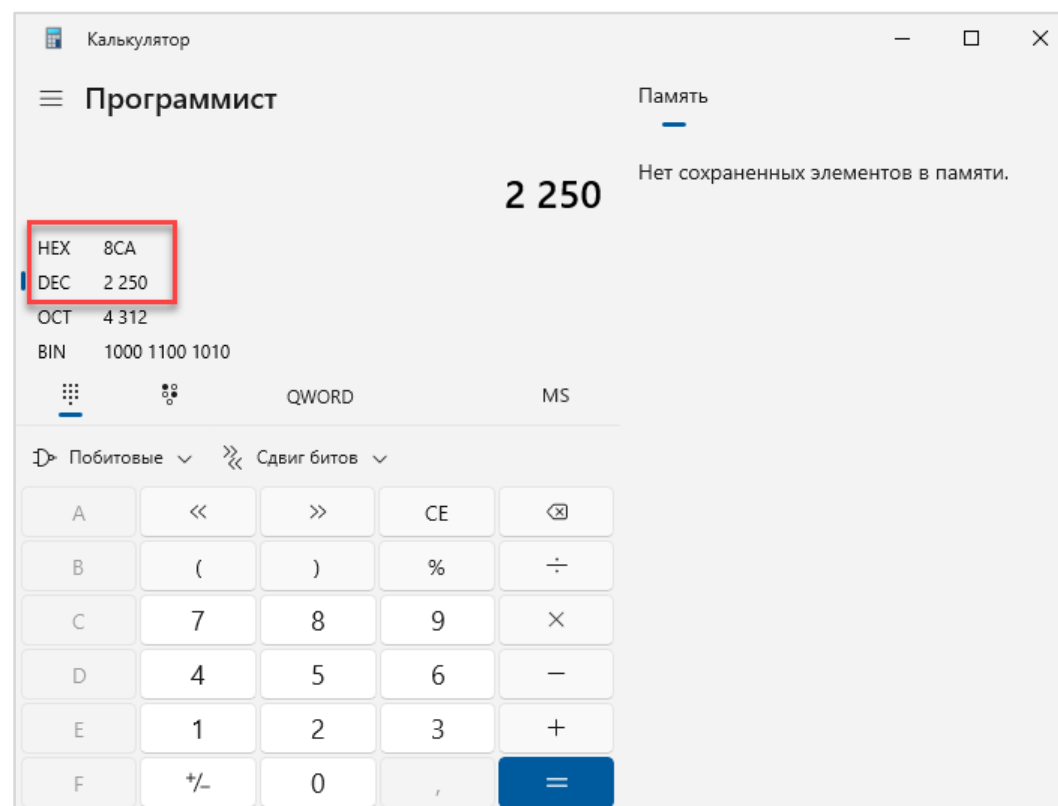 Калькулятор
Программист
Память
Нет сохраненных элементов в памяти.
2 250
HEX 8CA
DEC 2 250
OCT 4 312
BIN 1000 1100 1010
QWORD MS
Побитовые Сдвиг битов
A « » CE
B ( ) % ÷
C 7 8 9 ×
D 4 5 6 −
E 1 2 3 +
F +/− 0 , =